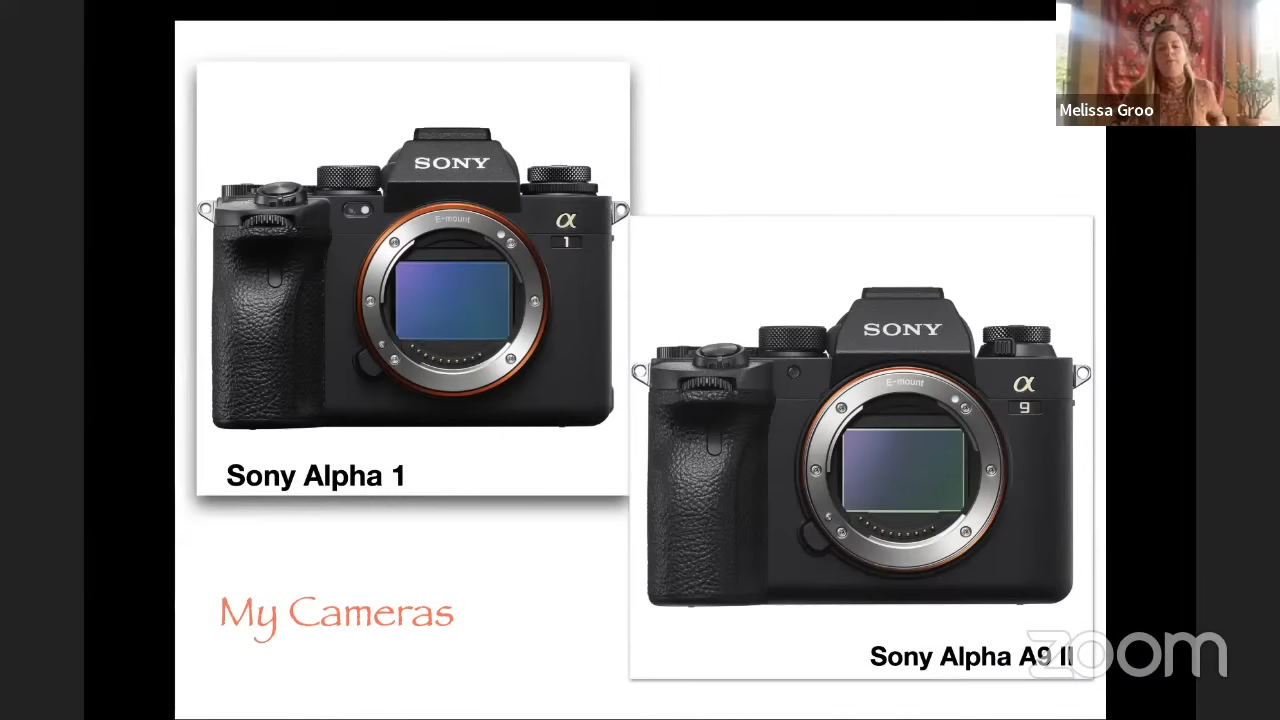 Melissa Groo
SONY
E-mount
α
1
Sony Alpha 1
SONY
E-mount
α
9
My Cameras
Sony Alpha A9 II
zoom